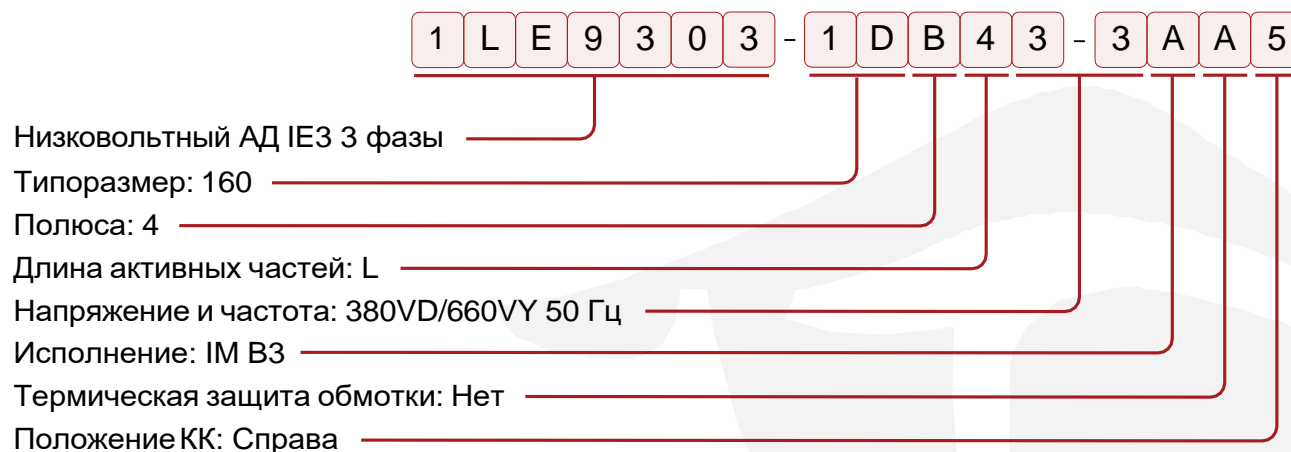 1LE9303-1DB43-3AA5
Низковольтный АД IE3 3 фазы
Типоразмер: 160
Полюса: 4
Длина активных частей: L
Напряжение и частота: 380VD/660VY 50 Гц
Исполнение: IM B3
Термическая защита обмотки: Нет
Положение КК: Справа